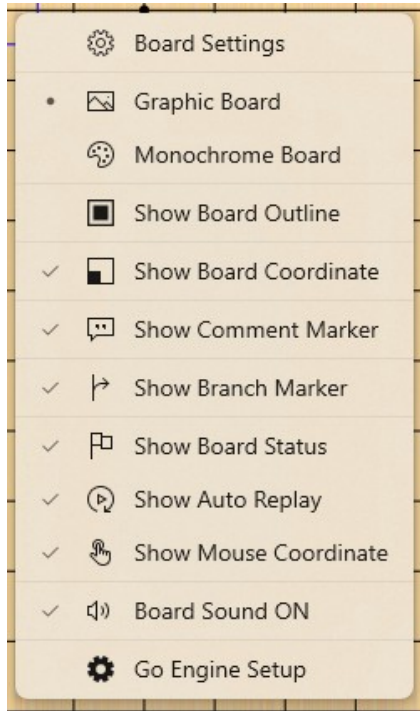 Board Settings
Graphic Board
Monochrome Board
Show Board Outline
Show Board Coordinate
Show Comment Marker
Show Branch Marker
Show Board Status
Show Auto Replay
Show Mouse Coordinate
Board Sound ON
Go Engine Setup